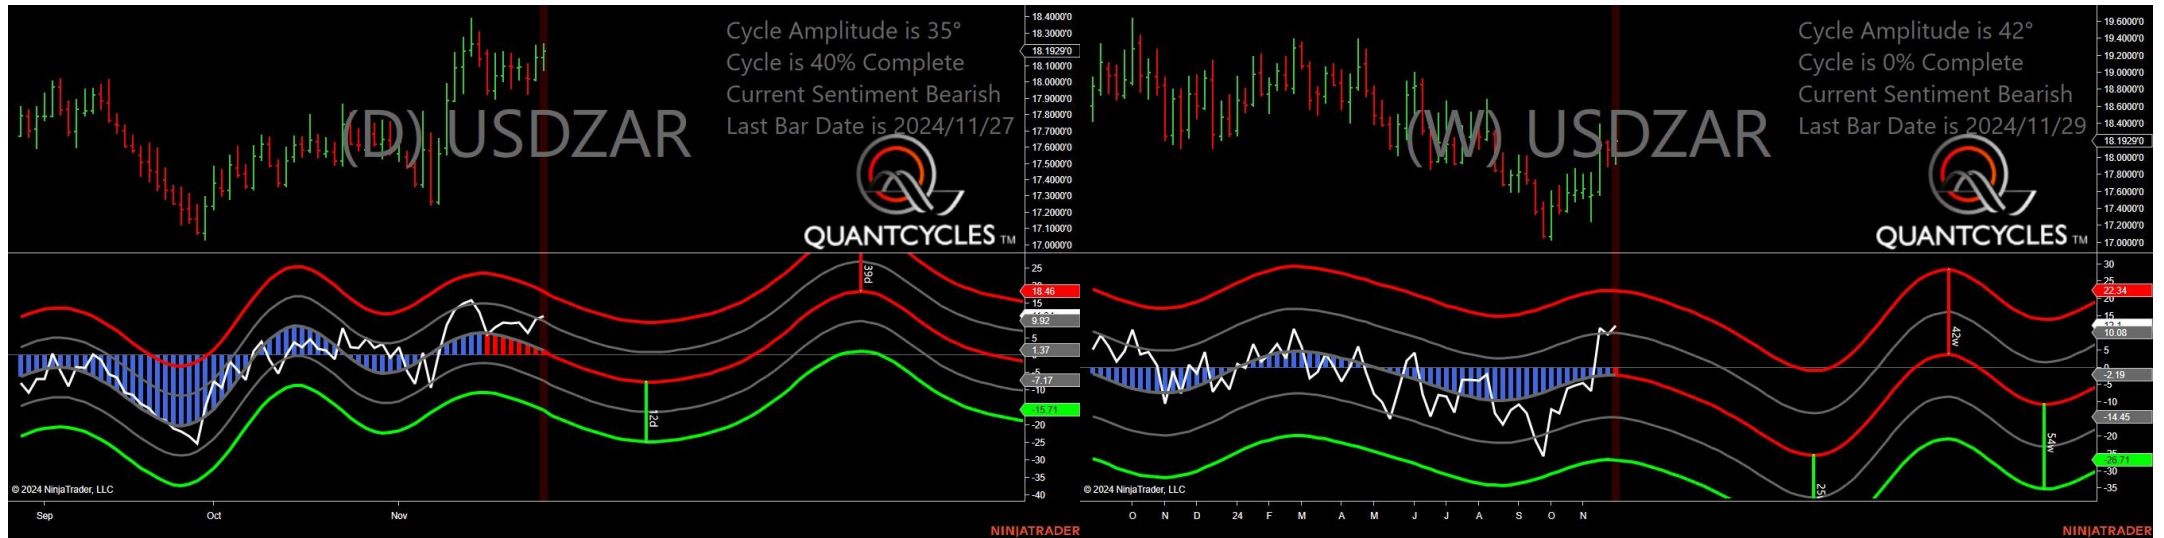 Cycle Amplitude is 35°
Cycle is 40% Complete
Current Sentiment Bearish
Last Bar Date is 2024/11/27
(D) USDZAR
QUANTCYCLES TM
18.4000'0
18.3000'0
18.1929'0
18.1000'0
18.0000'0
17.9000'0
17.8000'0
17.7000'0
17.6000'0
17.5000'0
17.4000'0
17.3000'0
17.2000'0
17.1000'0
17.0000'0
39d
12d
25
18.46
15
9.92
5
1.37
-5
-7.17
-10
-15.71
-20
-25
-30
-35
-40
© 2024 NinjaTrader, LLC
Sep Oct Nov
NINJATRADER
Cycle Amplitude is 42°
Cycle is 0% Complete
Current Sentiment Bearish
Last Bar Date is 2024/11/29
(W) USDZAR
QUANTCYCLES TM
19.6000'0
19.4000'0
19.2000'0
19.0000'0
18.8000'0
18.6000'0
18.4000'0
18.1929'0
18.0000'0
17.8000'0
17.6000'0
17.4000'0
17.2000'0
17.0000'0
42w
54w
30
25
22.34
20
15
10.08
5
-2.19
-5
-10
-14.45
-20
-26.71
-30
-35
© 2024 NinjaTrader, LLC
O N D 24 F M A M J J A S O N
NINJATRADER